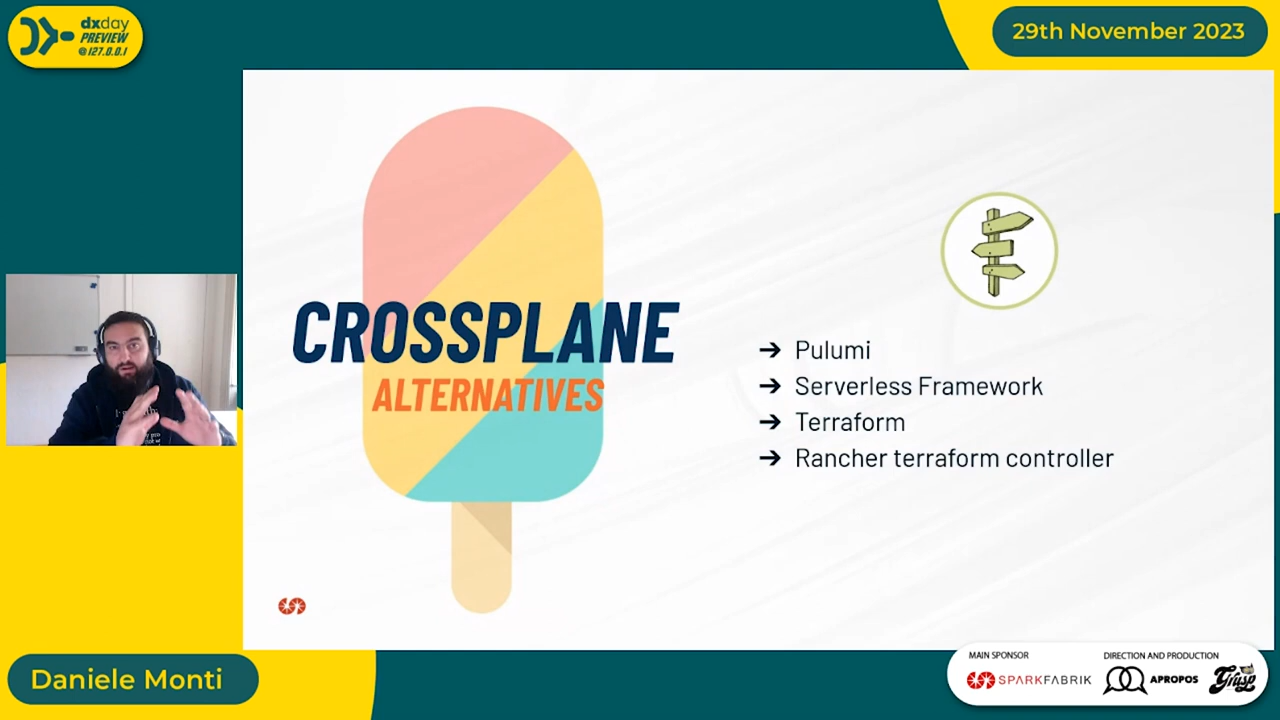 dxday
PREVIEW
@127.0.0.1
29th November 2023
CROSSPLANE
ALTERNATIVES
➔ Pulumi
➔ Serverless Framework
➔ Terraform
➔ Rancher terraform controller
Daniele Monti
MAIN SPONSOR
SPARKFABRIK
DIRECTION AND PRODUCTION
APROPOS
Grusp